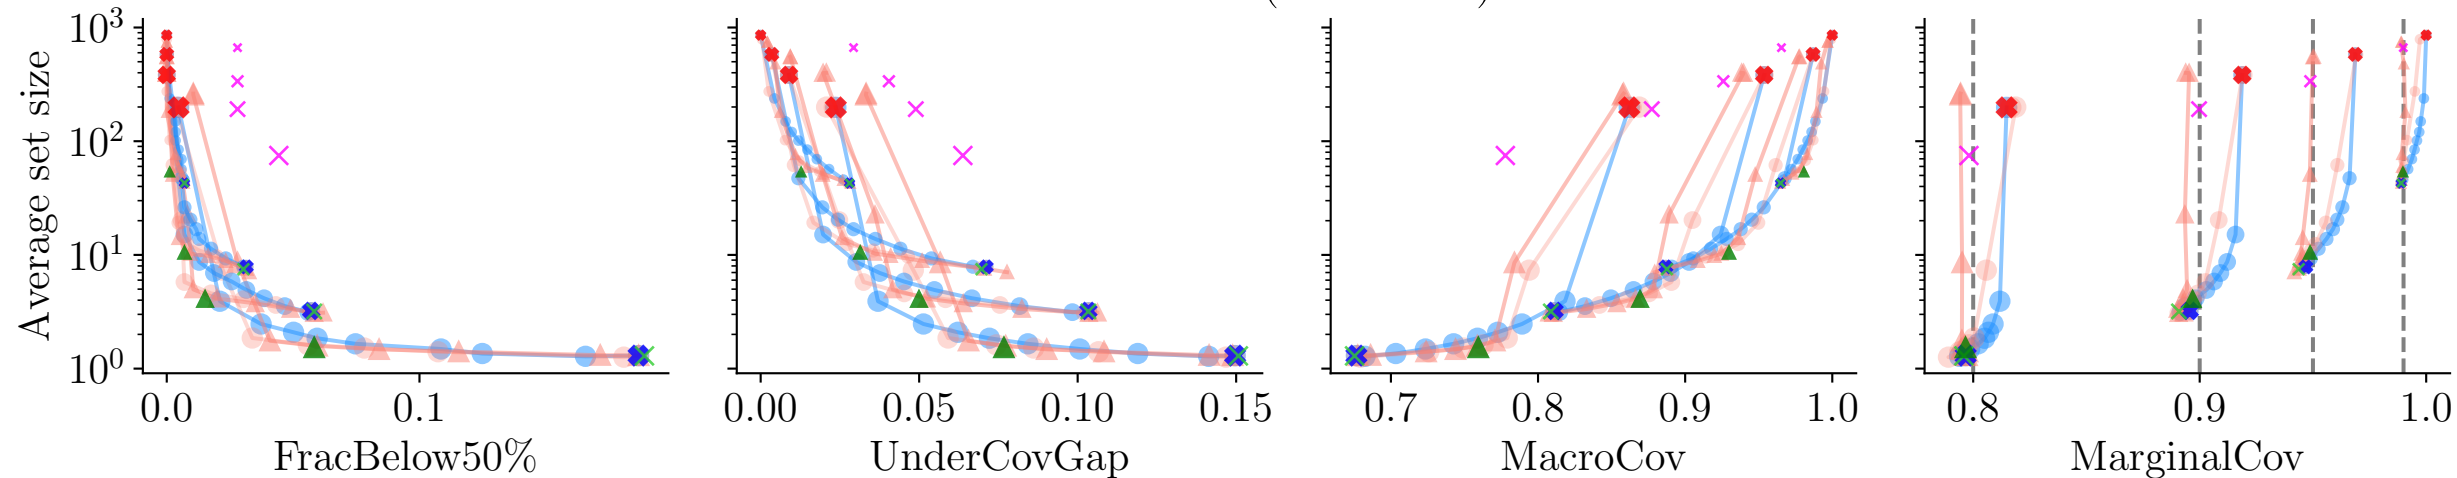 Average set size
10^3
10^2
10^1
10^0
0.0 0.1
FracBelow50%
0.00 0.05 0.10 0.15
UnderCovGap
0.7 0.8 0.9 1.0
MacroCov
0.8 0.9 1.0
MarginalCov